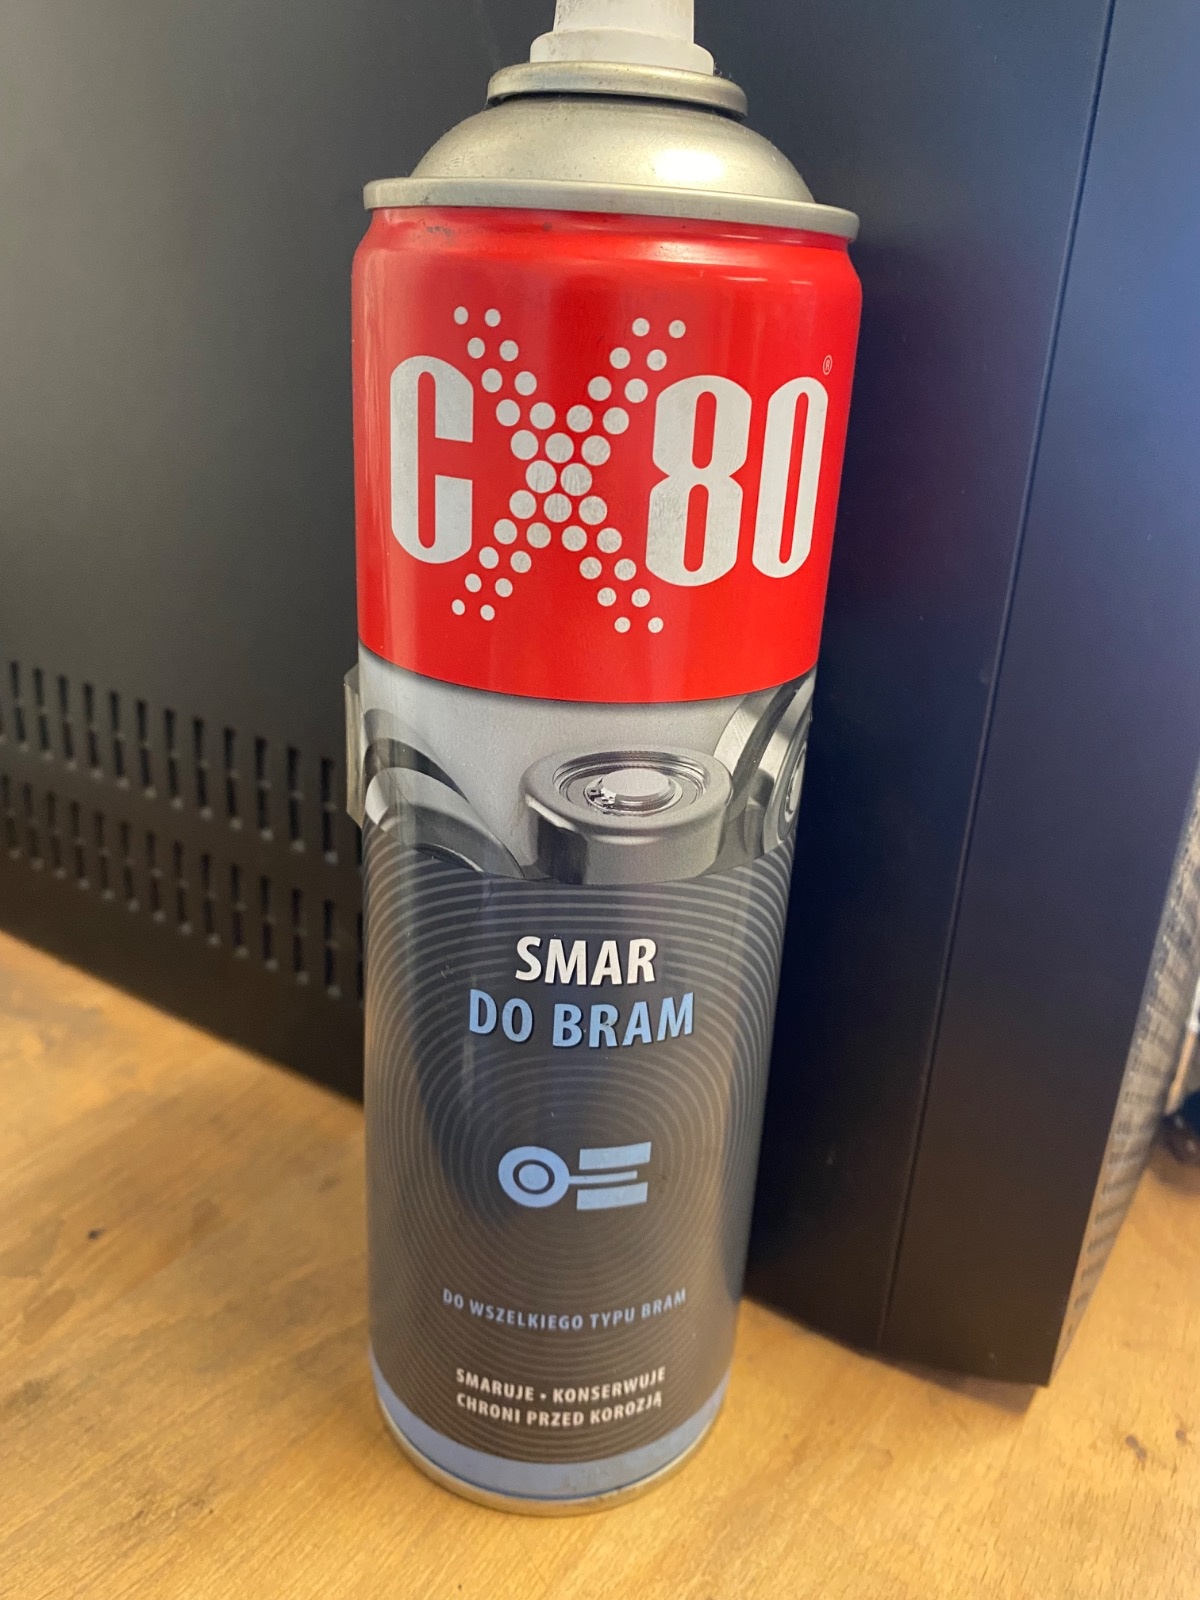 CX80®
SMAR
DO BRAM
DO WSZELKIEGO TYPU BRAM
SMARUJE • KONSERWUJE
CHRONI PRZED KOROZJĄ